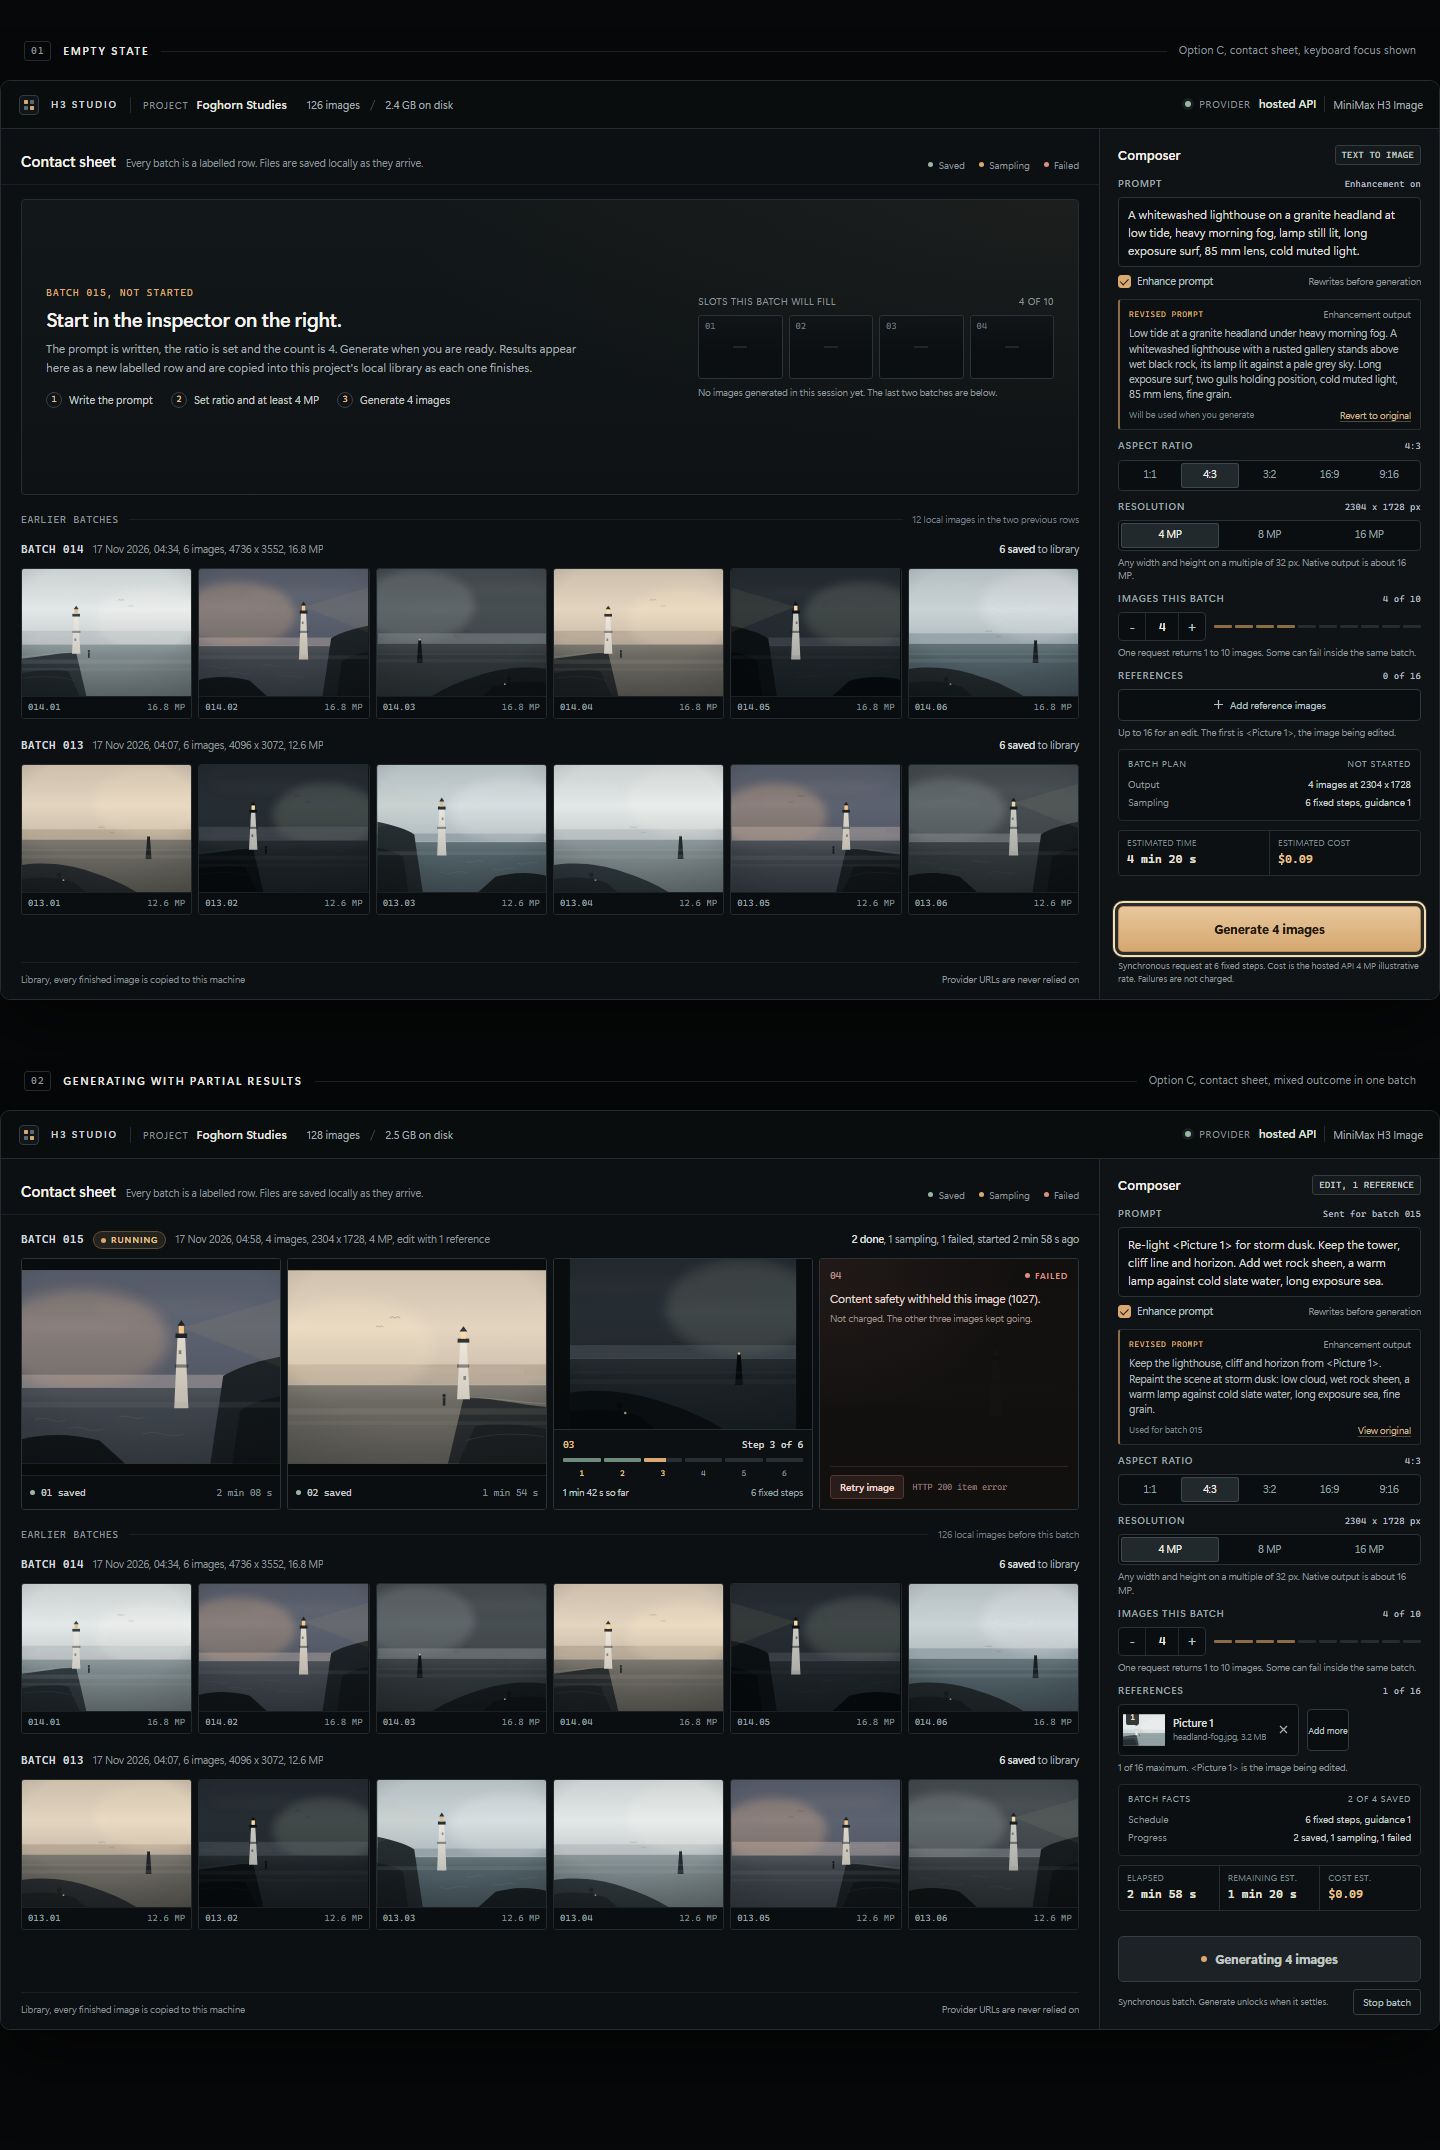 01 EMPTY STATE
Option C, contact sheet, keyboard focus shown
H3 STUDIO PROJECT Foghorn Studies 126 images / 2.4 GB on disk
PROVIDER hosted API MiniMax H3 Image
Contact sheet Every batch is a labelled row. Files are saved locally as they arrive.
Saved Sampling Failed
BATCH 015, NOT STARTED
Start in the inspector on the right.
The prompt is written, the ratio is set and the count is 4. Generate when you are ready. Results appear
here as a new labelled row and are copied into this project's local library as each one finishes.
1 Write the prompt 2 Set ratio and at least 4 MP 3 Generate 4 images
SLOTS THIS BATCH WILL FILL 4 OF 10
01 02 03 04
No images generated in this session yet. The last two batches are below.
EARLIER BATCHES 12 local images in the two previous rows
BATCH 014 17 Nov 2026, 04:34, 6 images, 4736 x 3552, 16.8 MP 6 saved to library
014.01 16.8 MP 014.02 16.8 MP 014.03 16.8 MP 014.04 16.8 MP 014.05 16.8 MP 014.06 16.8 MP
BATCH 013 17 Nov 2026, 04:07, 6 images, 4096 x 3072, 12.6 MP 6 saved to library
013.01 12.6 MP 013.02 12.6 MP 013.03 12.6 MP 013.04 12.6 MP 013.05 12.6 MP 013.06 12.6 MP
Library, every finished image is copied to this machine Provider URLs are never relied on
Composer TEXT TO IMAGE
PROMPT Enhancement on
A whitewashed lighthouse on a granite headland at
low tide, heavy morning fog, lamp still lit, long
exposure surf, 85 mm lens, cold muted light.
Enhance prompt Rewrites before generation
REVISED PROMPT Enhancement output
Low tide at a granite headland under heavy morning fog. A
whitewashed lighthouse with a rusted gallery stands above
wet black rock, its lamp lit against a pale grey sky. Long
exposure surf, two gulls holding position, cold muted light,
85 mm lens, fine grain.
Will be used when you generate Revert to original
ASPECT RATIO 4:3
1:1 4:3 3:2 16:9 9:16
RESOLUTION 2304 x 1728 px
4 MP 8 MP 16 MP
Any width and height on a multiple of 32 px. Native output is about 16
MP.
IMAGES THIS BATCH 4 of 10
- 4 +
One request returns 1 to 10 images. Some can fail inside the same batch.
REFERENCES 0 of 16
+ Add reference images
Up to 16 for an edit. The first is <Picture 1>, the image being edited.
BATCH PLAN NOT STARTED
Output 4 images at 2304 x 1728
Sampling 6 fixed steps, guidance 1
ESTIMATED TIME ESTIMATED COST
4 min 20 s $0.09
Generate 4 images
Synchronous request at 6 fixed steps. Cost is the hosted API 4 MP illustrative
rate. Failures are not charged.
02 GENERATING WITH PARTIAL RESULTS
Option C, contact sheet, mixed outcome in one batch
H3 STUDIO PROJECT Foghorn Studies 128 images / 2.5 GB on disk
PROVIDER hosted API MiniMax H3 Image
Contact sheet Every batch is a labelled row. Files are saved locally as they arrive.
Saved Sampling Failed
BATCH 015 RUNNING 17 Nov 2026, 04:58, 4 images, 2304 x 1728, 4 MP, edit with 1 reference
2 done, 1 sampling, 1 failed, started 2 min 58 s ago
01 saved 2 min 08 s
02 saved 1 min 54 s
03 Step 3 of 6
1 2 3 4 5 6
1 min 42 s so far 6 fixed steps
04 FAILED
Content safety withheld this image (1027).
Not charged. The other three images kept going.
Retry image HTTP 200 item error
EARLIER BATCHES 126 local images before this batch
BATCH 014 17 Nov 2026, 04:34, 6 images, 4736 x 3552, 16.8 MP 6 saved to library
014.01 16.8 MP 014.02 16.8 MP 014.03 16.8 MP 014.04 16.8 MP 014.05 16.8 MP 014.06 16.8 MP
BATCH 013 17 Nov 2026, 04:07, 6 images, 4096 x 3072, 12.6 MP 6 saved to library
013.01 12.6 MP 013.02 12.6 MP 013.03 12.6 MP 013.04 12.6 MP 013.05 12.6 MP 013.06 12.6 MP
Library, every finished image is copied to this machine Provider URLs are never relied on
Composer EDIT, 1 REFERENCE
PROMPT Sent for batch 015
Re-light <Picture 1> for storm dusk. Keep the tower,
cliff line and horizon. Add wet rock sheen, a warm
lamp against cold slate water, long exposure sea.
Enhance prompt Rewrites before generation
REVISED PROMPT Enhancement output
Keep the lighthouse, cliff and horizon from <Picture 1>.
Repaint the scene at storm dusk: low cloud, wet rock sheen, a
warm lamp against cold slate water, long exposure sea, fine
grain.
Used for batch 015 View original
ASPECT RATIO 4:3
1:1 4:3 3:2 16:9 9:16
RESOLUTION 2304 x 1728 px
4 MP 8 MP 16 MP
Any width and height on a multiple of 32 px. Native output is about 16
MP.
IMAGES THIS BATCH 4 of 10
- 4 +
One request returns 1 to 10 images. Some can fail inside the same batch.
REFERENCES 1 of 16
1 Picture 1
headland-fog.jpg, 3.2 MB
Add more
1 of 16 maximum. <Picture 1> is the image being edited.
BATCH FACTS 2 OF 4 SAVED
Schedule 6 fixed steps, guidance 1
Progress 2 saved, 1 sampling, 1 failed
ELAPSED REMAINING EST. COST EST.
2 min 58 s 1 min 20 s $0.09
Generating 4 images
Synchronous batch. Generate unlocks when it settles. Stop batch